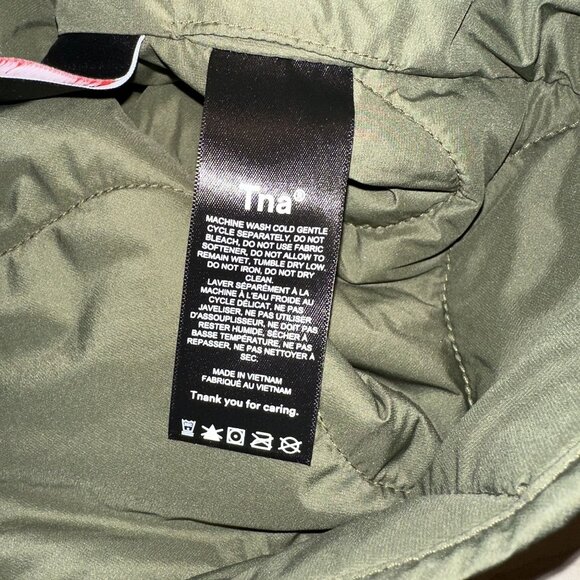 Tna®
MACHINE WASH COLD GENTLE
CYCLE SEPARATELY, DO NOT
BLEACH, DO NOT USE FABRIC
SOFTENER, DO NOT ALLOW TO
REMAIN WET, TUMBLE DRY LOW,
DO NOT IRON, DO NOT DRY
CLEAN.
LAVER SÉPARÉMENT À LA
MACHINE À L'EAU FROIDE AU
CYCLE DÉLICAT, NE PAS
JAVELISER, NE PAS UTILISER
D'ASSOUPLISSEUR, NE DOIT PAS
RESTER HUMIDE, SÉCHER À
BASSE TEMPÉRATURE, NE PAS
REPASSER, NE PAS NETTOYER À
SEC.
MADE IN VIETNAM
FABRIQUÉ AU VIETNAM
Tnank you for caring.